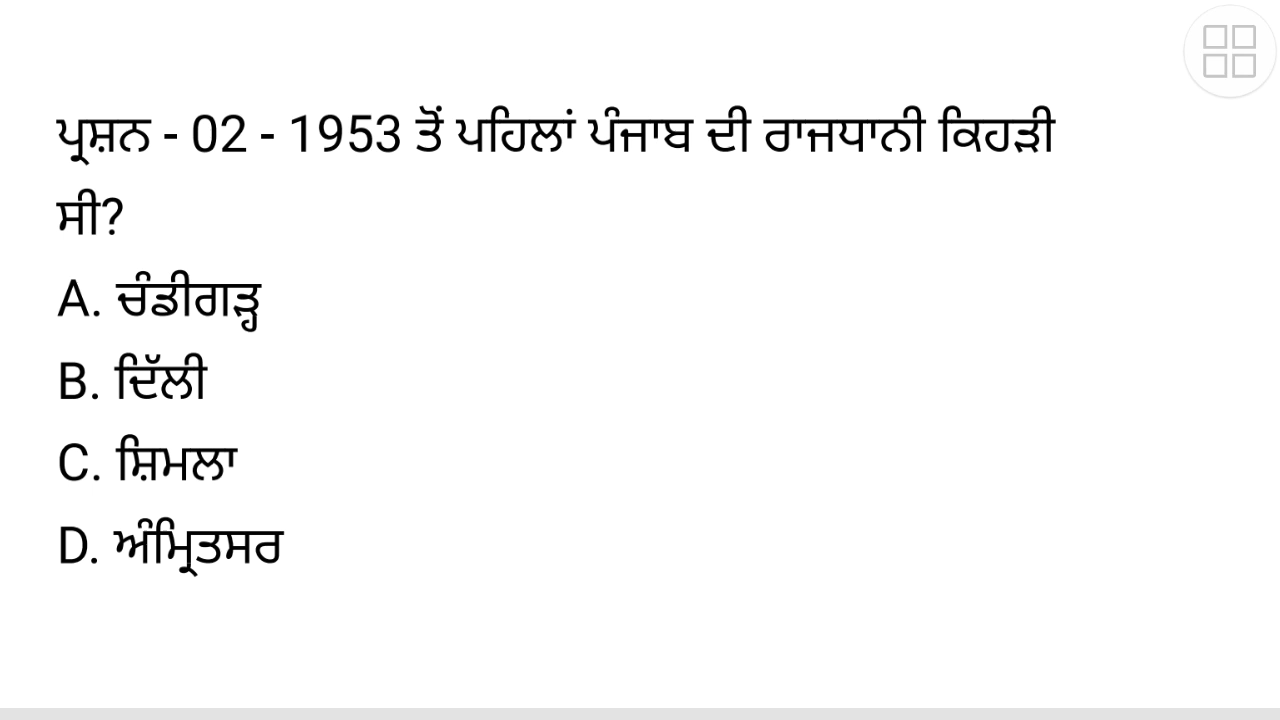 ਪ੍ਰਸ਼ਨ - 02 - 1953 ਤੋਂ ਪਹਿਲਾਂ ਪੰਜਾਬ ਦੀ ਰਾਜਧਾਨੀ ਕਿਹੜੀ
ਸੀ?
A. ਚੰਡੀਗੜ੍ਹ
B. ਦਿੱਲੀ
C. ਸ਼ਿਮਲਾ
D. ਅੰਮ੍ਰਿਤਸਰ